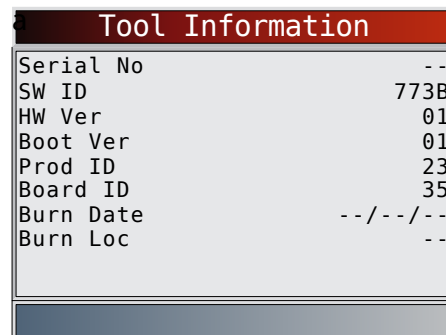 a Tool Information
Serial No --
SW ID 773B
HW Ver 01
Boot Ver 01
Prod ID 23
Board ID 35
Burn Date --/--/--
Burn Loc --